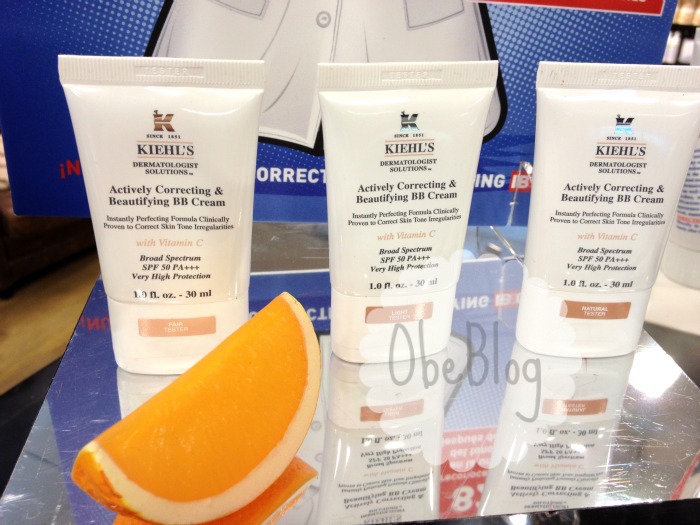 SINCE 1851
KIEHL'S
DERMATOLOGIST
SOLUTIONS™
Actively Correcting &
Beautifying BB Cream
Instantly Perfecting Formula Clinically
Proven to Correct Skin Tone Irregularities
with Vitamin C
Broad Spectrum
SPF 50 PA+++
Very High Protection
1.0 fl. oz. - 30 ml
FAIR
TESTER
SINCE 1851
KIEHL'S
DERMATOLOGIST
SOLUTIONS™
Actively Correcting &
Beautifying BB Cream
Instantly Perfecting Formula Clinically
Proven to Correct Skin Tone Irregularities
with Vitamin C
Broad Spectrum
SPF 50 PA+++
Very High Protection
1.0 fl. oz. - 30 ml
LIGHT
TESTER
SINCE 1851
KIEHL'S
DERMATOLOGIST
SOLUTIONS™
Actively Correcting &
Beautifying BB Cream
Instantly Perfecting Formula Clinically
Proven to Correct Skin Tone Irregularities
with Vitamin C
Broad Spectrum
SPF 50 PA+++
Very High Protection
1.0 fl. oz. - 30 ml
NATURAL
TESTER
ObeBlog